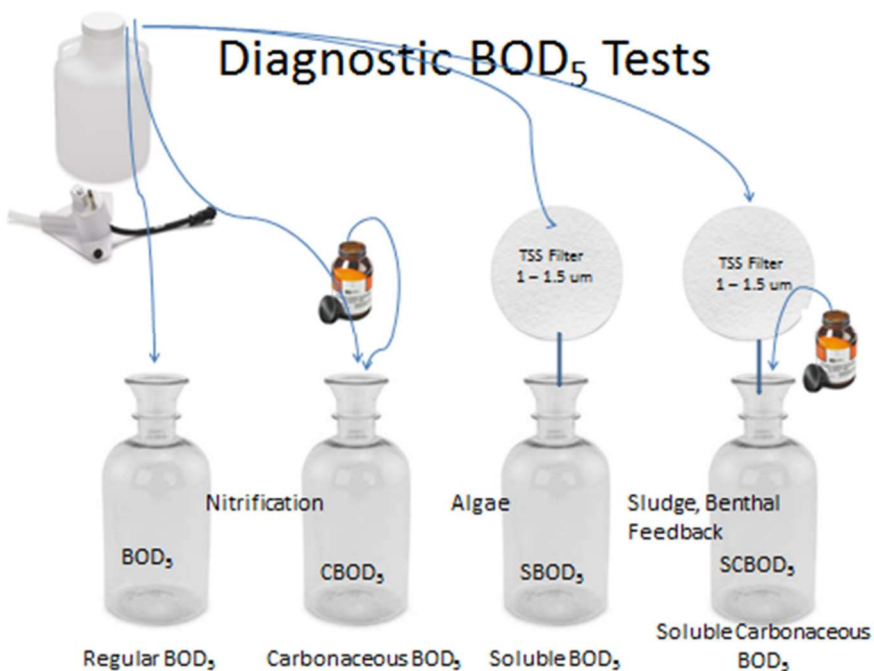 Diagnostic BOD₅ Tests
TSS Filter
1 – 1.5 um
TSS Filter
1 – 1.5 um
Nitrification
Algae
Sludge, Benthal
Feedback
BOD₅
CBOD₅
SBOD₅
SCBOD₅
Regular BOD₅
Carbonaceous BOD₅
Soluble BOD₅
Soluble Carbonaceous
BOD₅